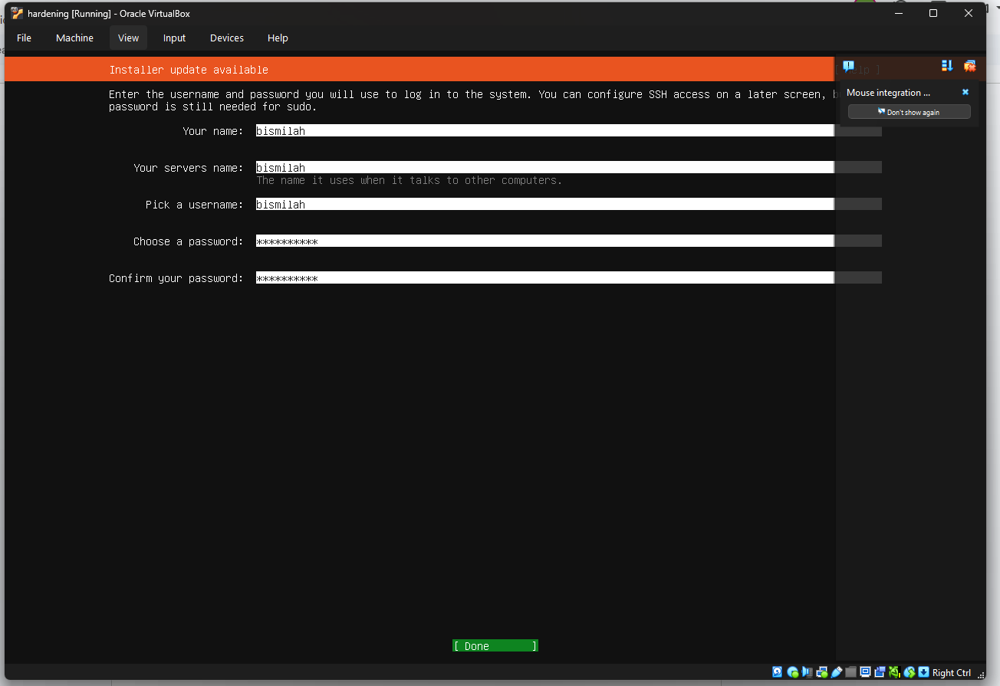 hardening [Running] - Oracle VirtualBox
File Machine View Input Devices Help
Installer update available
Enter the username and password you will use to log in to the system. You can configure SSH access on a later screen,
password is still needed for sudo.
Mouse integration ...
Don't show again
Your name: bismilah
Your servers name: bismilah
The name it uses when it talks to other computers.
Pick a username: bismilah
Choose a password: **********
Confirm your password: **********
[ Done ]
Right Ctrl